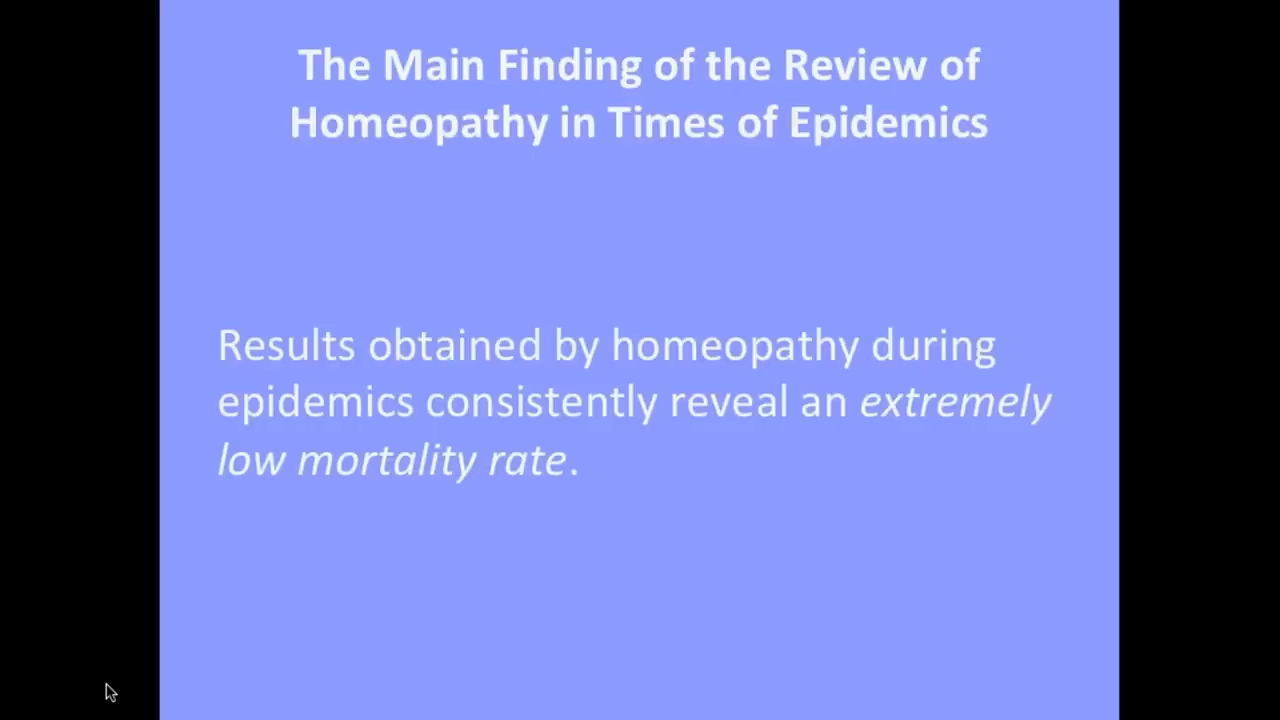 The Main Finding of the Review of
Homeopathy in Times of Epidemics
Results obtained by homeopathy during
epidemics consistently reveal an extremely
low mortality rate.